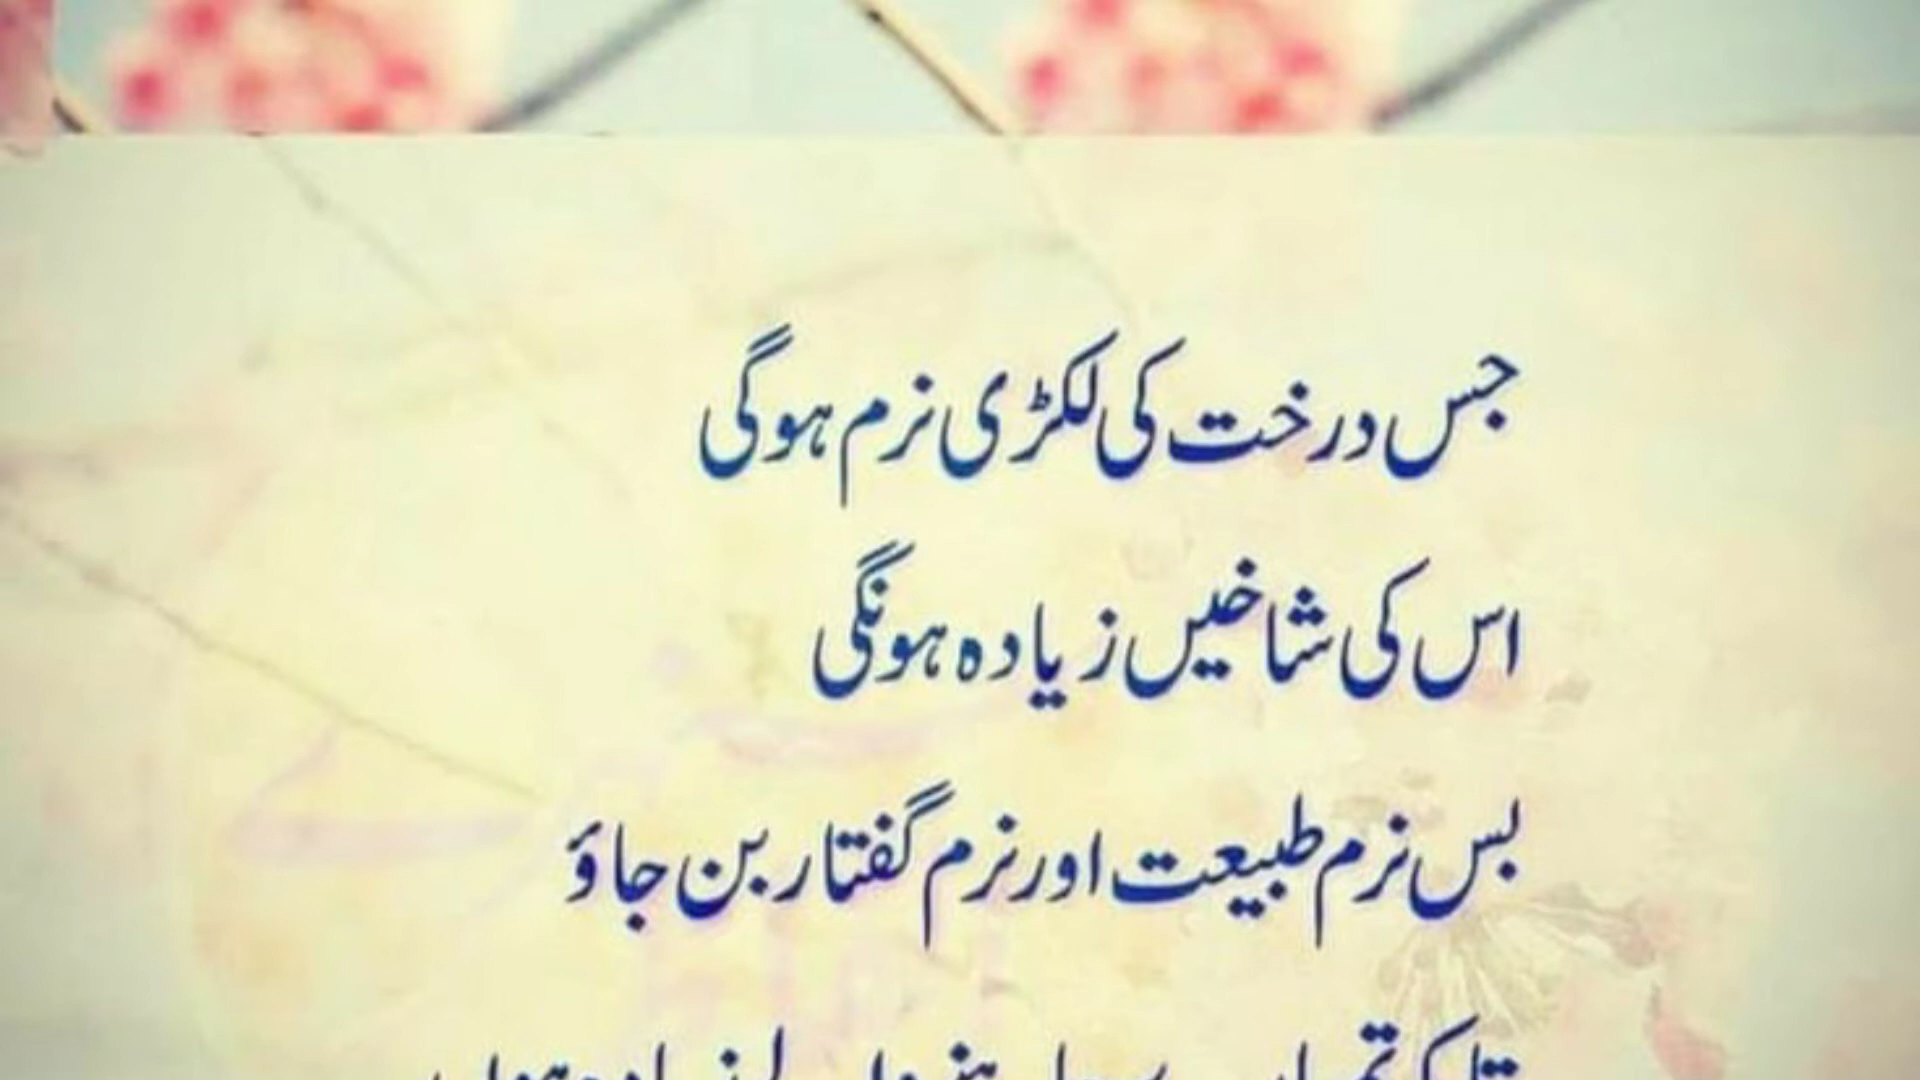 جس درخت کی لکڑی نرم ہوگی
اس کی شاخیں زیادہ ہونگی
بس نرم طبیعت اور نرم گفتار بن جاؤ
تاکہ